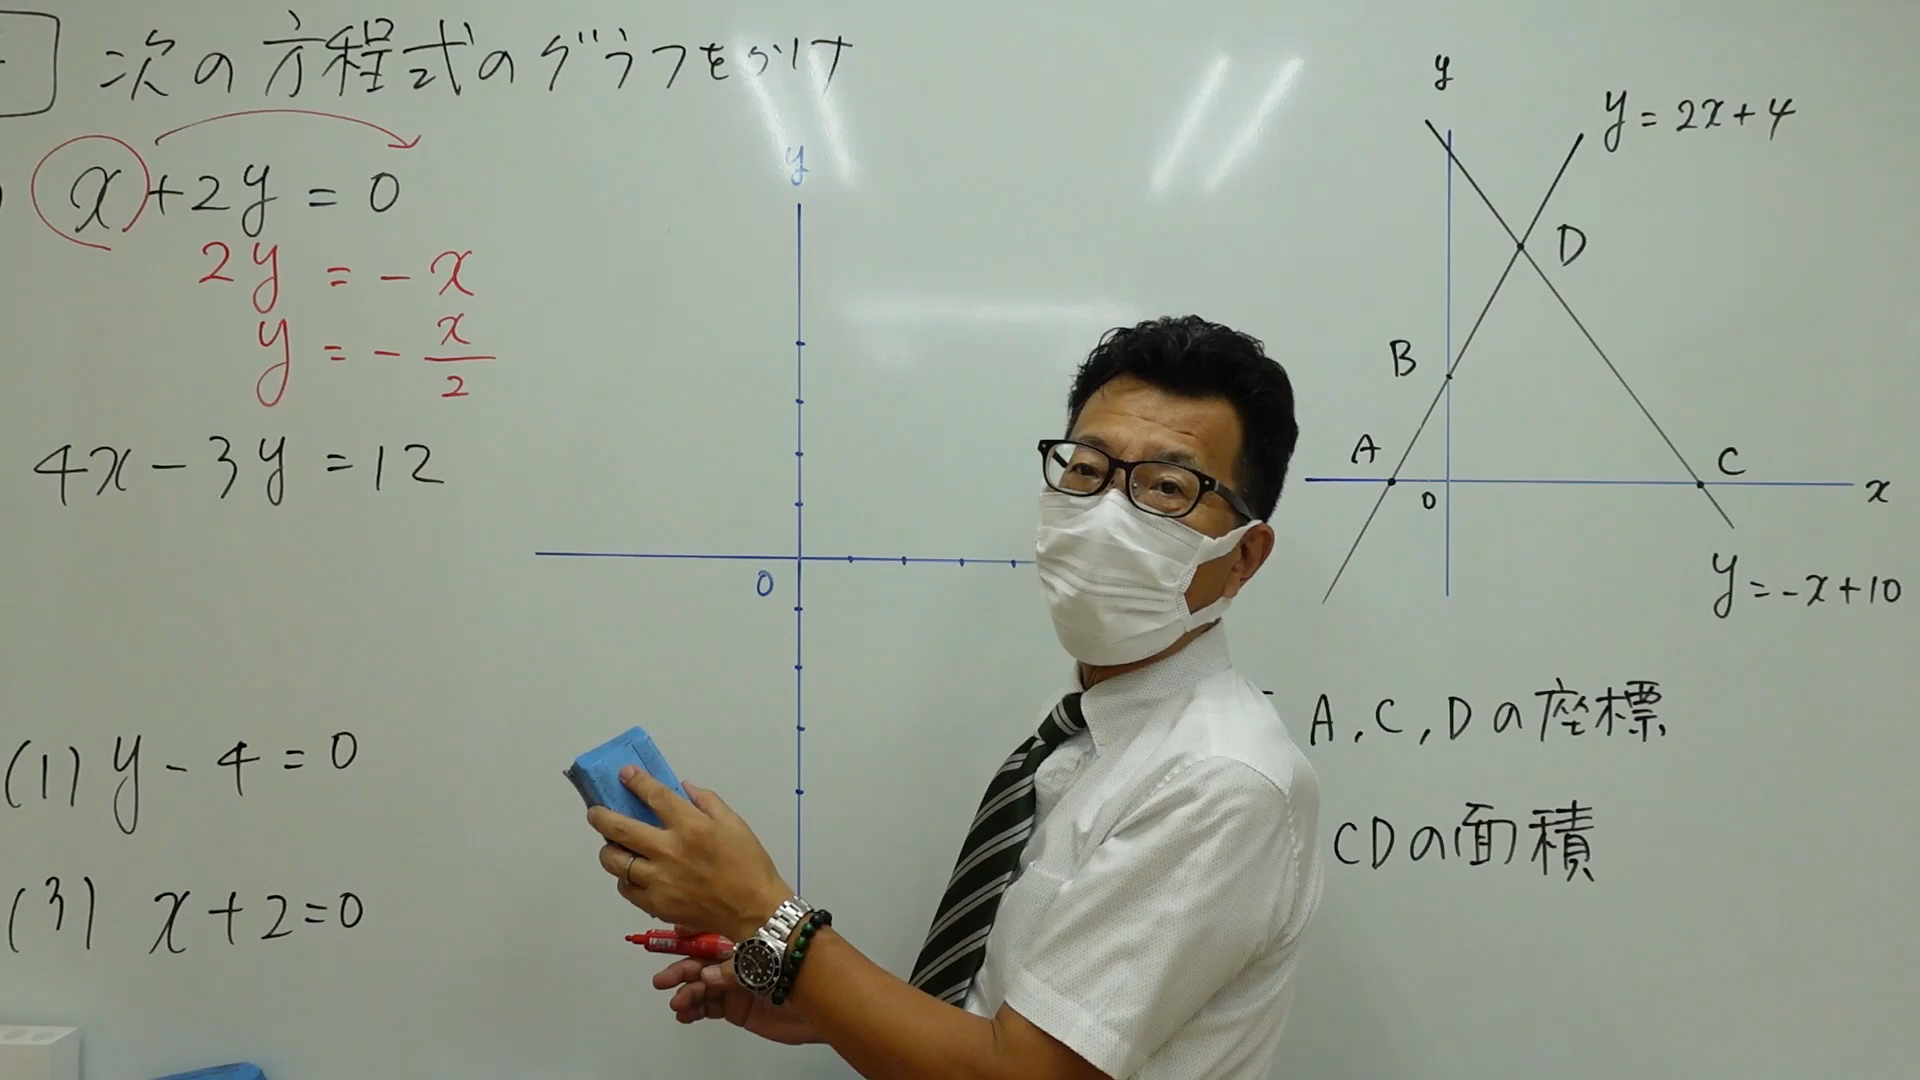 次の方程式のグラフをかけ
x+2y=0
2y=-x
y=-x/2
4x-3y=12
(1) y-4=0
(3) x+2=0
y
0
y
y=2x+4
D
B
A
0
C
x
y=-x+10
A, C, Dの座標
CDの面積